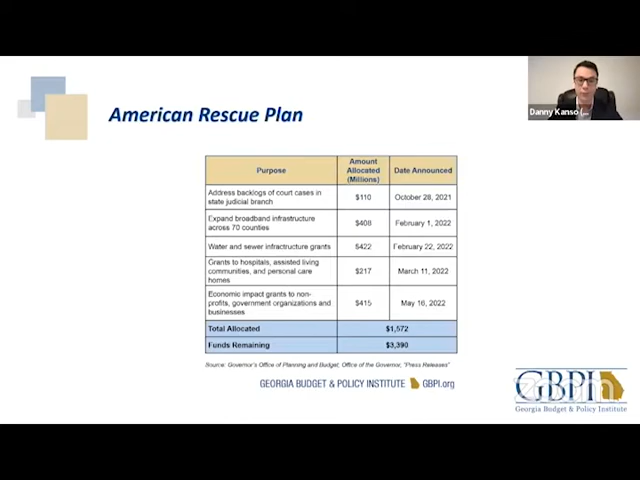 Danny Kanso (...
American Rescue Plan
Purpose
Amount
Allocated
(Millions)
Date Announced
Address backlogs of court cases in
state judicial branch
$110
October 28, 2021
Expand broadband infrastructure
across 70 counties
$408
February 1, 2022
Water and sewer infractructure grants
$422
February 22, 2022
Grants to hospitals, assisted living
communities, and personal care
homes
$217
March 11, 2022
Economic impact grants to non-
profits, government organizations and
businesses
$415
May 16, 2022
Total Allocated
$1,572
Funds Remaining
$3,390
Source: Governor's Office of Planning and Budget; Office of the Governor, "Press Releases"
GEORGIA BUDGET & POLICY INSTITUTE GBPI.org
GBPI
zoom
Georgia Budget & Policy Institute